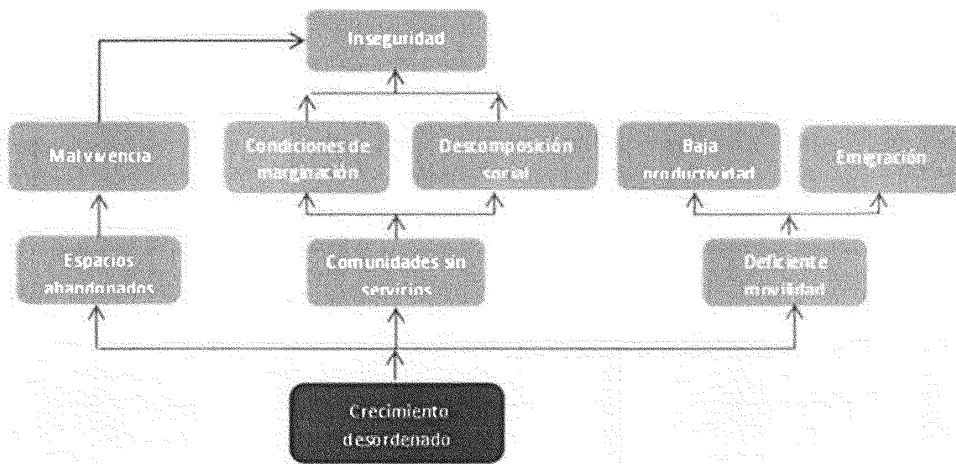 Inseguridad
Malvivencia
Condiciones de
marginación
Descomposición
social
Baja
productividad
Emigración
Espacios
abandonados
Comunidades sin
servicios
Deficiente
movilidad
Crecimiento
desordenado